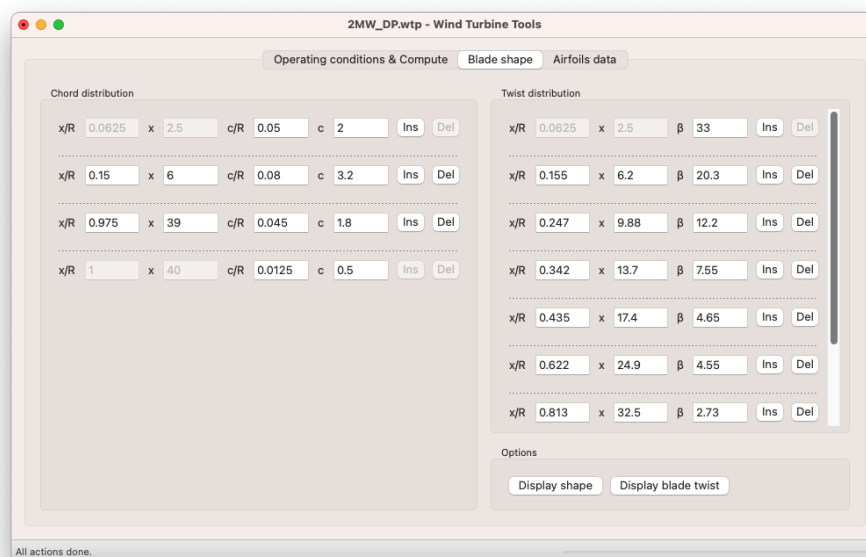 2MW_DP.wtp - Wind Turbine Tools
Operating conditions & Compute Blade shape Airfoils data
Chord distribution
x/R 0.0625 x 2.5 c/R 0.05 c 2 Ins Del
x/R 0.15 x 6 c/R 0.08 c 3.2 Ins Del
x/R 0.975 x 39 c/R 0.045 c 1.8 Ins Del
x/R 1 x 40 c/R 0.0125 c 0.5 Ins Del
Twist distribution
x/R 0.0625 x 2.5 β 33 Ins Del
x/R 0.155 x 6.2 β 20.3 Ins Del
x/R 0.247 x 9.88 β 12.2 Ins Del
x/R 0.342 x 13.7 β 7.55 Ins Del
x/R 0.435 x 17.4 β 4.65 Ins Del
x/R 0.622 x 24.9 β 4.55 Ins Del
x/R 0.813 x 32.5 β 2.73 Ins Del
Options
Display shape Display blade twist
All actions done.